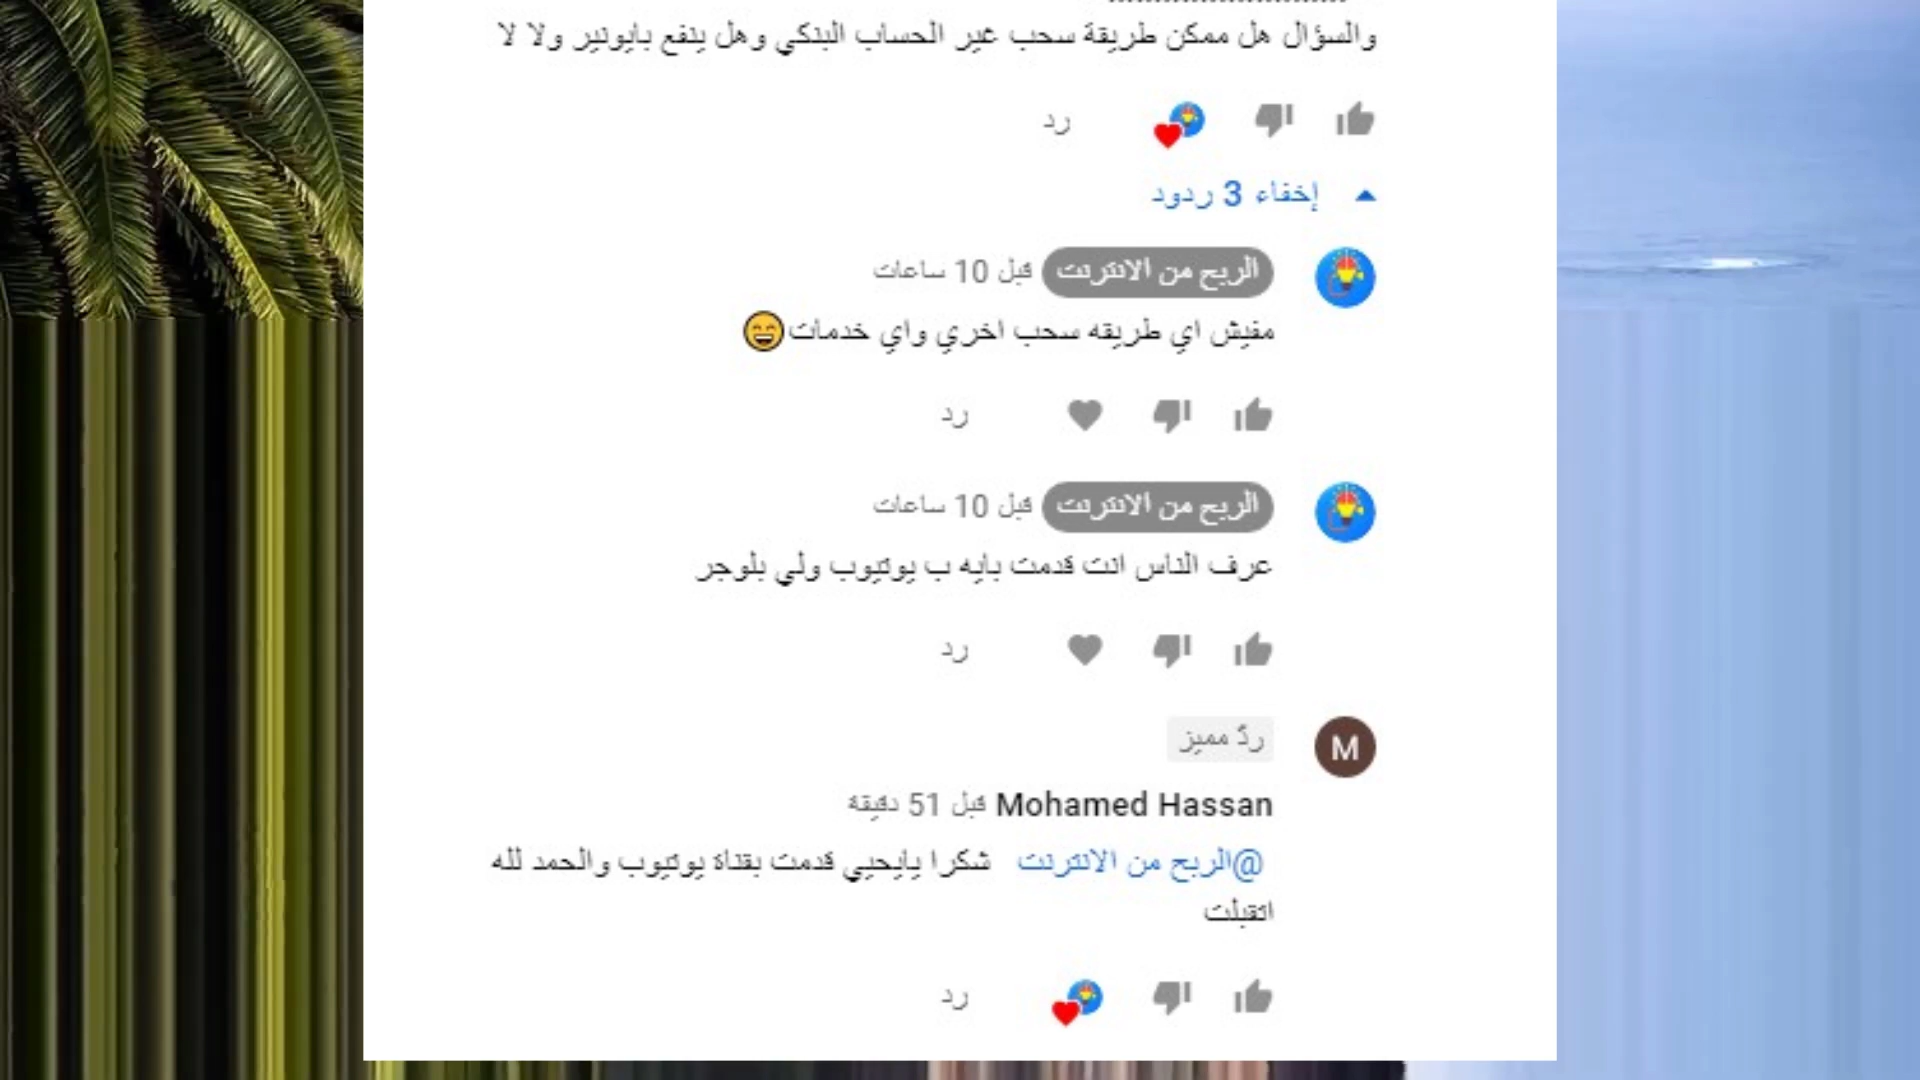 والسؤال هل ممكن طريقة سحب غير الحساب البنكي وهل ينفع بايونير ولا لا
رد
إخفاء 3 ردود
الربح من الانترنت قبل 10 ساعات
مفيش اي طريقه سحب اخري واي خدمات😄
رد
الربح من الانترنت قبل 10 ساعات
عرف الناس انت قدمت بايه ب يوتيوب ولي بلوجر
رد
M
ردّ مميز
Mohamed Hassan قبل 51 دقيقة
@الربح من الانترنت شكرا يايحيي قدمت بقناة يوتيوب والحمد لله
اتقبلت
رد